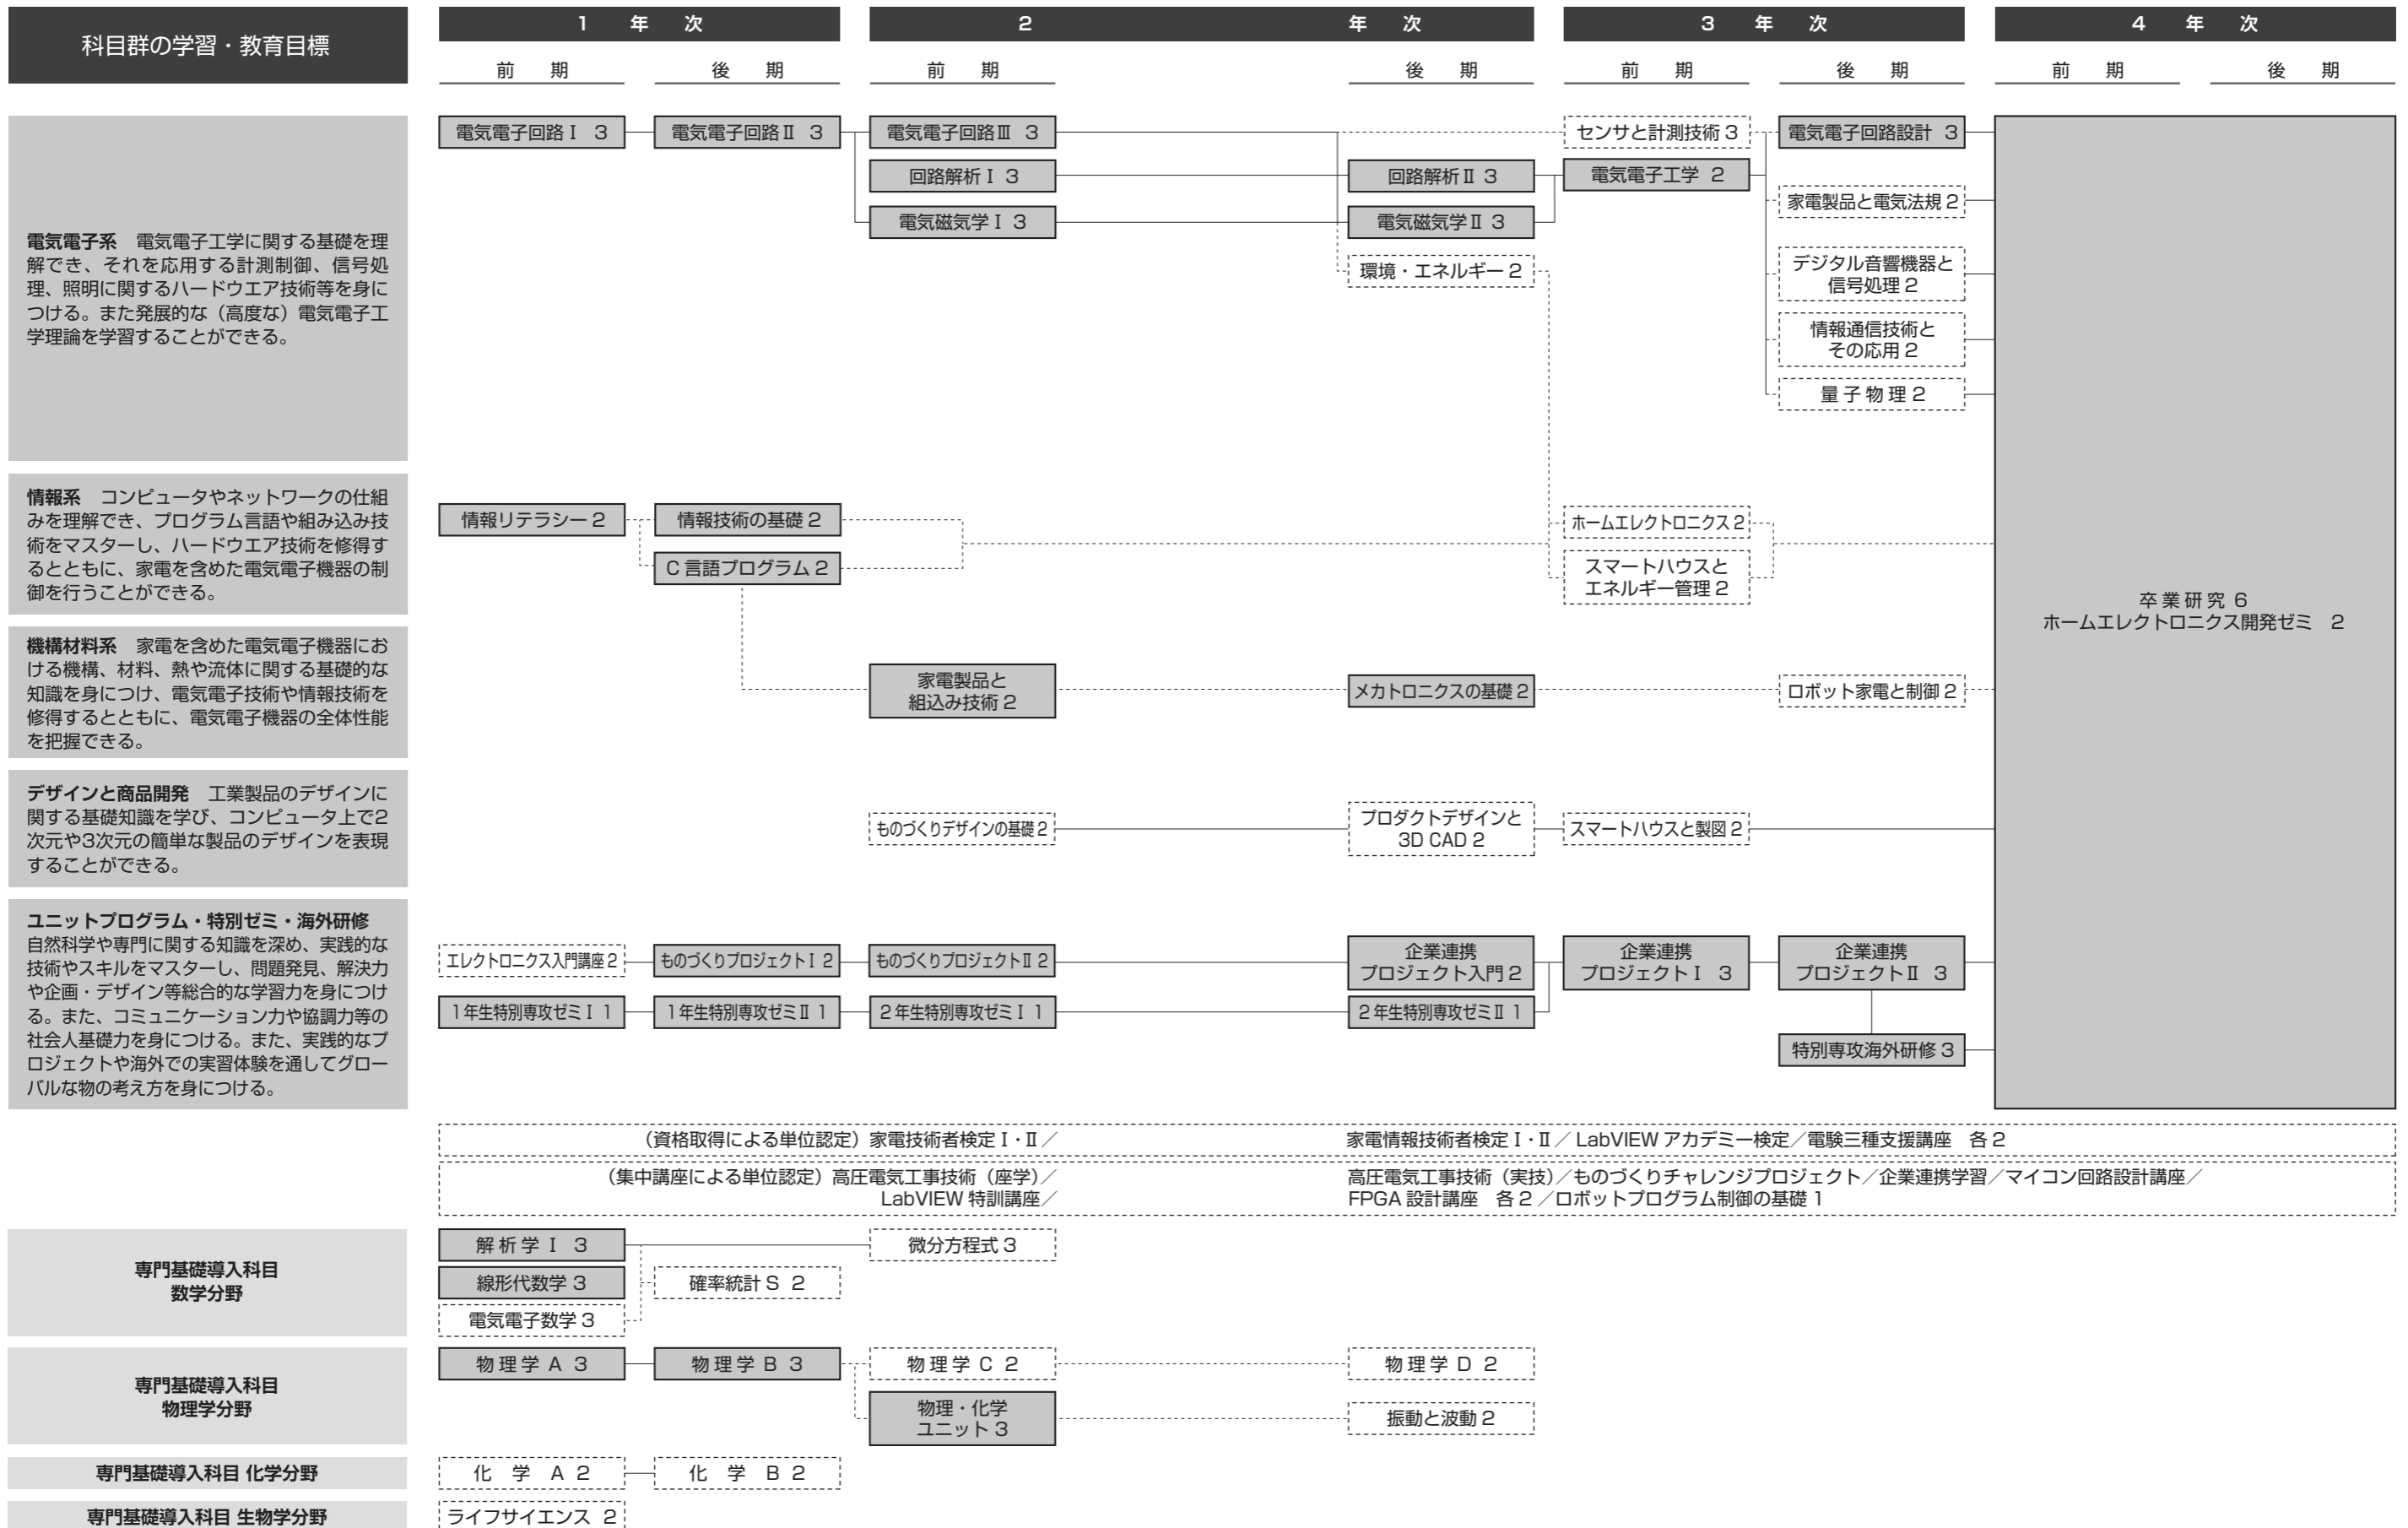 科目群の学習・教育目標
1 年 次
2 年 次
3 年 次
4 年 次
前 期
後 期
前 期
後 期
前 期
後 期
前 期
後 期
電気電子系 電気電子工学に関する基礎を理
解でき、それを応用する計測制御、信号処
理、照明に関するハードウエア技術等を身に
つける。また発展的な（高度な）電気電子工
学理論を学習することができる。
電気電子回路Ⅰ 3
電気電子回路Ⅱ 3
電気電子回路Ⅲ 3
センサと計測技術 3
電気電子回路設計 3
回路解析Ⅰ 3
回路解析Ⅱ 3
電気電子工学 2
家電製品と電気法規 2
電気磁気学Ⅰ 3
電気磁気学Ⅱ 3
環境・エネルギー 2
デジタル音響機器と
信号処理 2
情報通信技術と
その応用 2
量子物理 2
情報系 コンピュータやネットワークの仕組
みを理解でき、プログラム言語や組み込み技
術をマスターし、ハードウエア技術を修得す
るとともに、家電を含めた電気電子機器の制
御を行うことができる。
情報リテラシー 2
情報技術の基礎 2
C 言語プログラム 2
ホームエレクトロニクス 2
スマートハウスと
エネルギー管理 2
卒業研究 6
ホームエレクトロニクス開発ゼミ 2
機構材料系 家電を含めた電気電子機器にお
ける機構、材料、熱や流体に関する基礎的な
知識を身につけ、電気電子技術や情報技術を
修得するとともに、電気電子機器の全体性能
を把握できる。
家電製品と
組込み技術 2
メカトロニクスの基礎 2
ロボット家電と制御 2
デザインと商品開発 工業製品のデザインに
関する基礎知識を学び、コンピュータ上で2
次元や3次元の簡単な製品のデザインを表現
することができる。
ものづくりデザインの基礎 2
プロダクトデザインと
3D CAD 2
スマートハウスと製図 2
ユニットプログラム・特別ゼミ・海外研修
自然科学や専門に関する知識を深め、実践的な
技術やスキルをマスターし、問題発見、解決力
や企画・デザイン等総合的な学習力を身につけ
る。また、コミュニケーション力や協調力等の
社会人基礎力を身につける。また、実践的なプ
ロジェクトや海外での実習体験を通してグロー
バルな物の考え方を身につける。
エレクトロニクス入門講座 2
ものづくりプロジェクトⅠ 2
ものづくりプロジェクトⅡ 2
企業連携
プロジェクト入門 2
企業連携
プロジェクトⅠ 3
企業連携
プロジェクトⅡ 3
1年生特別専攻ゼミⅠ 1
1年生特別専攻ゼミⅡ 1
2年生特別専攻ゼミⅠ 1
2年生特別専攻ゼミⅡ 1
特別専攻海外研修 3
（資格取得による単位認定）家電技術者検定Ⅰ・Ⅱ／ 家電情報技術者検定Ⅰ・Ⅱ／ LabVIEW アカデミー検定／電験三種支援講座 各 2
（集中講座による単位認定）高圧電気工事技術（座学）／ 高圧電気工事技術（実技）／ものづくりチャレンジプロジェクト／企業連携学習／マイコン回路設計講座／
LabVIEW 特訓講座／ FPGA 設計講座 各 2 ／ロボットプログラム制御の基礎 1
専門基礎導入科目
数学分野
解析学Ⅰ 3
微分方程式 3
線形代数学 3
確率統計S 2
電気電子数学 3
専門基礎導入科目
物理学分野
物理学 A 3
物理学 B 3
物理学 C 2
物理学 D 2
物理・化学
ユニット 3
振動と波動 2
専門基礎導入科目 化学分野
化 学 A 2
化 学 B 2
専門基礎導入科目 生物学分野
ライフサイエンス 2